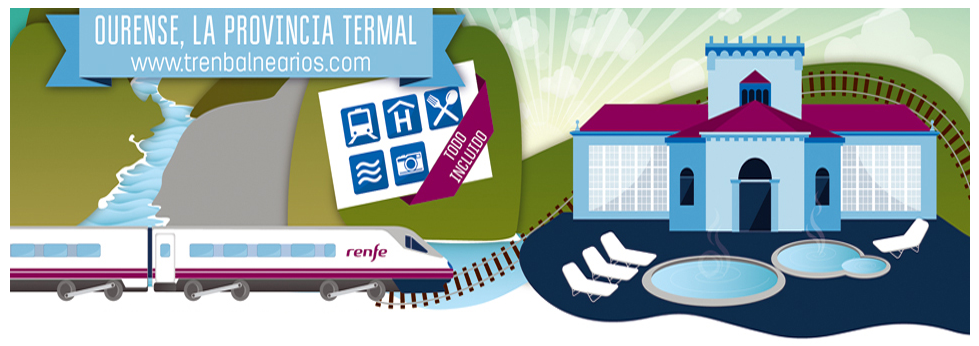 OURENSE, LA PROVINCIA TERMAL
www.trenbalnearios.com
H
TODO
INCLUIDO
renfe